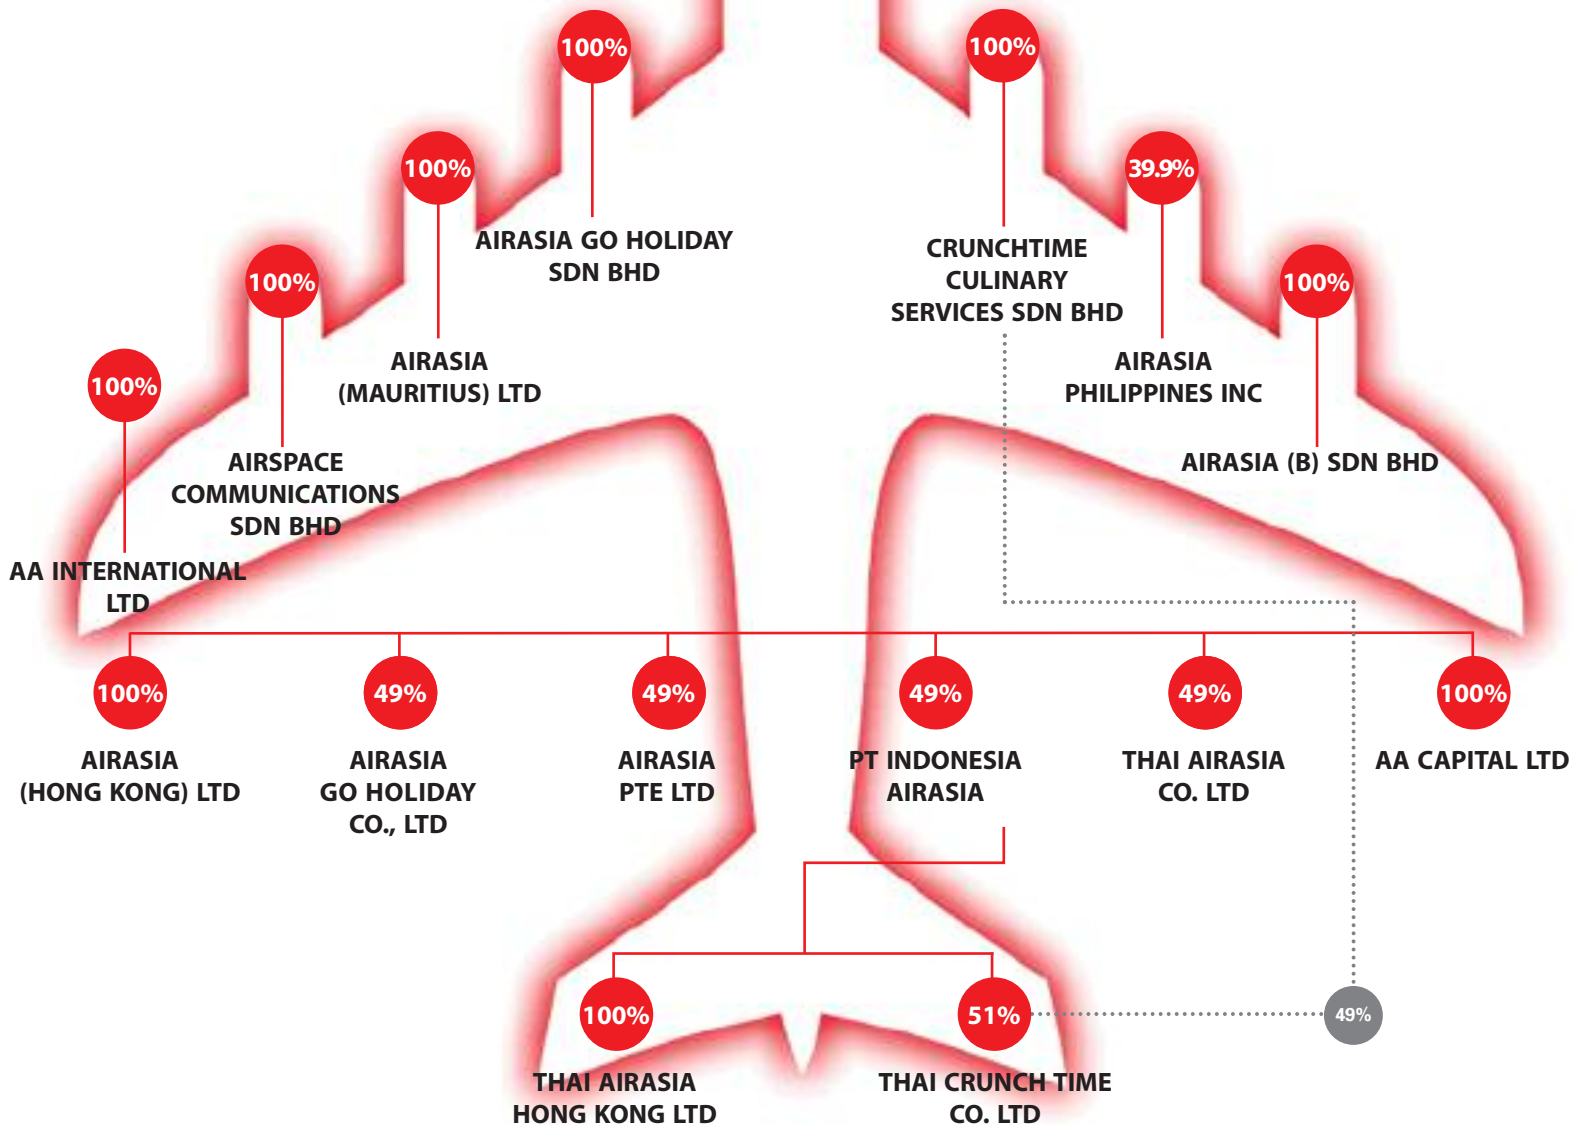 100%
AIRASIA GO HOLIDAY
SDN BHD
100%
CRUNCHTIME
CULINARY
SERVICES SDN BHD
100%
AIRASIA
(MAURITIUS) LTD
39.9%
AIRASIA
PHILIPPINES INC
100%
AIRSPACE
COMMUNICATIONS
SDN BHD
100%
AIRASIA (B) SDN BHD
100%
AA INTERNATIONAL
LTD
100%
AIRASIA
(HONG KONG) LTD
49%
AIRASIA
GO HOLIDAY
CO., LTD
49%
AIRASIA
PTE LTD
49%
PT INDONESIA
AIRASIA
49%
THAI AIRASIA
CO. LTD
100%
AA CAPITAL LTD
100%
THAI AIRASIA
HONG KONG LTD
51%
THAI CRUNCH TIME
CO. LTD
49%